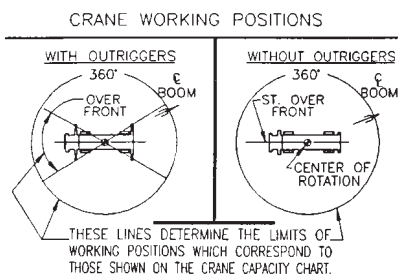 CRANE WORKING POSITIONS
WITH OUTRIGGERS
360°
℄
BOOM
OVER
FRONT
WITHOUT OUTRIGGERS
360°
℄
BOOM
ST. OVER
FRONT
CENTER OF
ROTATION
THESE LINES DETERMINE THE LIMITS OF
WORKING POSITIONS WHICH CORRESPOND TO
THOSE SHOWN ON THE CRANE CAPACITY CHART.